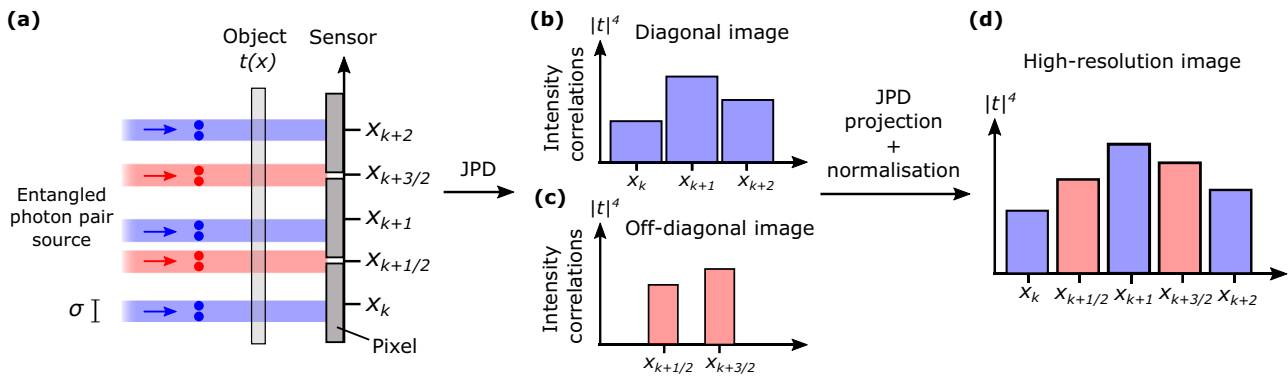 (a)
Object
t(x)
Sensor
x_{k+2}
x_{k+3/2}
Entangled
photon pair
source
x_{k+1}
x_{k+1/2}
σ
x_k
Pixel
JPD
(b)
|t|⁴
Diagonal image
Intensity
correlations
x_k
x_{k+1}
x_{k+2}
(c)
|t|⁴
Off-diagonal image
Intensity
correlations
x_{k+1/2}
x_{k+3/2}
JPD
projection
+
normalisation
(d)
High-resolution image
|t|⁴
x_k
x_{k+1/2}
x_{k+1}
x_{k+3/2}
x_{k+2}